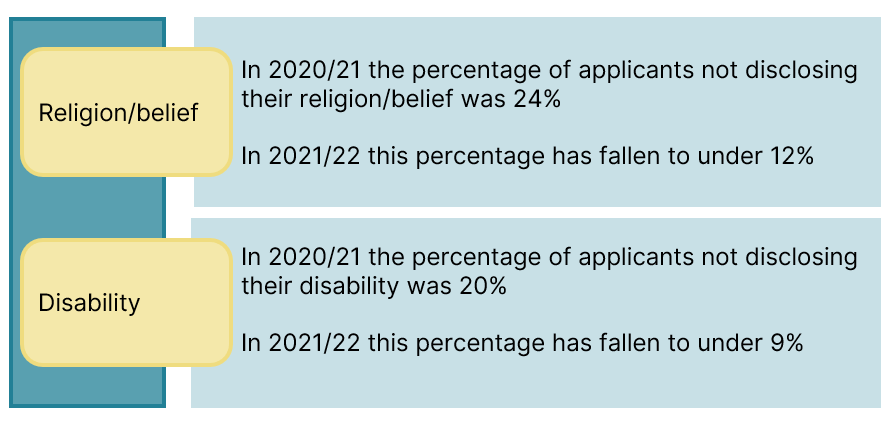 Religion/belief
In 2020/21 the percentage of applicants not disclosing
their religion/belief was 24%
In 2021/22 this percentage has fallen to under 12%
Disability
In 2020/21 the percentage of applicants not disclosing
their disability was 20%
In 2021/22 this percentage has fallen to under 9%